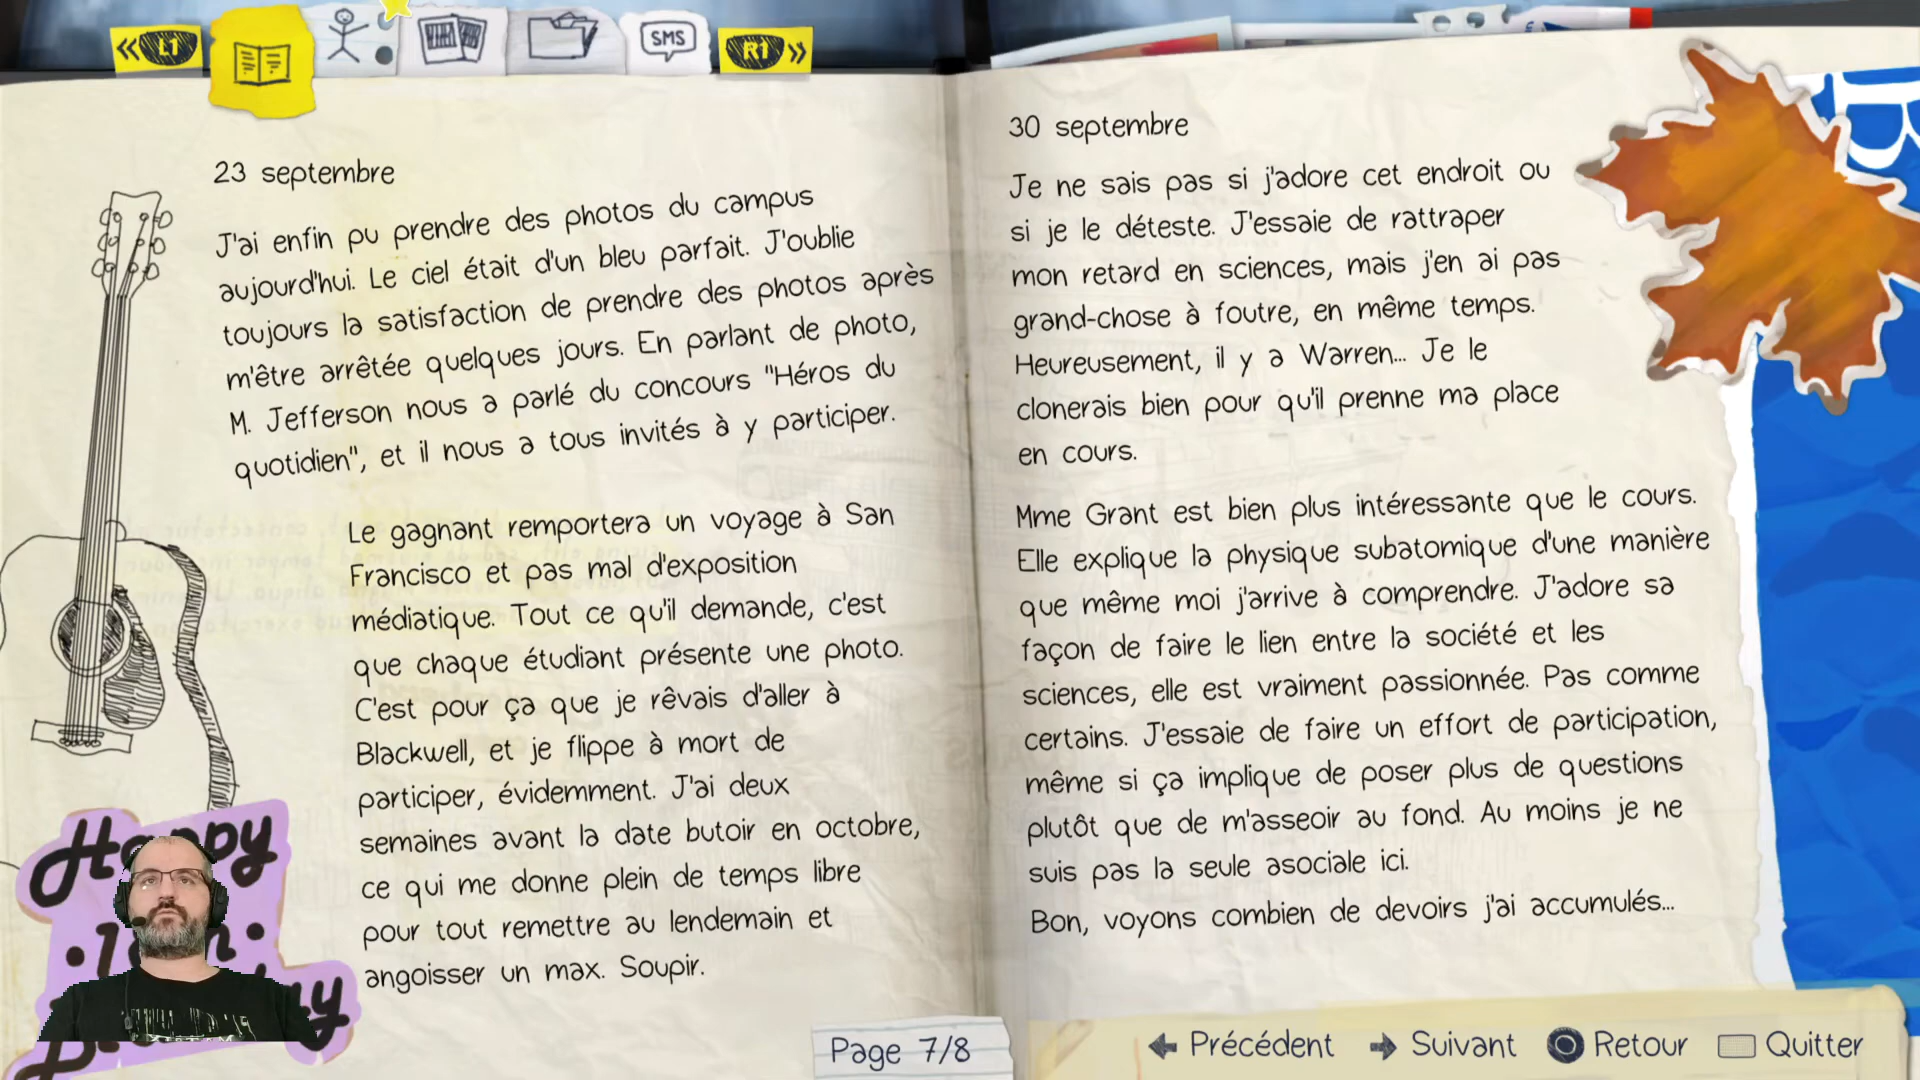 L1
SMS
R1
23 septembre
J'ai enfin pu prendre des photos du campus
aujourd'hui. Le ciel était d'un bleu parfait. J'oublie
toujours la satisfaction de prendre des photos après
m'être arrêtée quelques jours. En parlant de photo,
M. Jefferson nous a parlé du concours "Héros du
quotidien", et il nous a tous invités à y participer.
Le gagnant remportera un voyage à San
Francisco et pas mal d'exposition
médiatique. Tout ce qu'il demande, c'est
que chaque étudiant présente une photo.
C'est pour ça que je rêvais d'aller à
Blackwell, et je flippe à mort de
participer, évidemment. J'ai deux
semaines avant la date butoir en octobre,
ce qui me donne plein de temps libre
pour tout remettre au lendemain et
angoisser un max. Soupir.
Happy
30 septembre
Je ne sais pas si j'adore cet endroit ou
si je le déteste. J'essaie de rattraper
mon retard en sciences, mais j'en ai pas
grand-chose à foutre, en même temps.
Heureusement, il y a Warren... Je le
clonerais bien pour qu'il prenne ma place
en cours.
Mme Grant est bien plus intéressante que le cours.
Elle explique la physique subatomique d'une manière
que même moi j'arrive à comprendre. J'adore sa
façon de faire le lien entre la société et les
sciences, elle est vraiment passionnée. Pas comme
certains. J'essaie de faire un effort de participation,
même si ça implique de poser plus de questions
plutôt que de m'asseoir au fond. Au moins je ne
suis pas la seule asociale ici.
Bon, voyons combien de devoirs j'ai accumulés...
B
Page 7/8
Précédent Suivant Retour Quitter